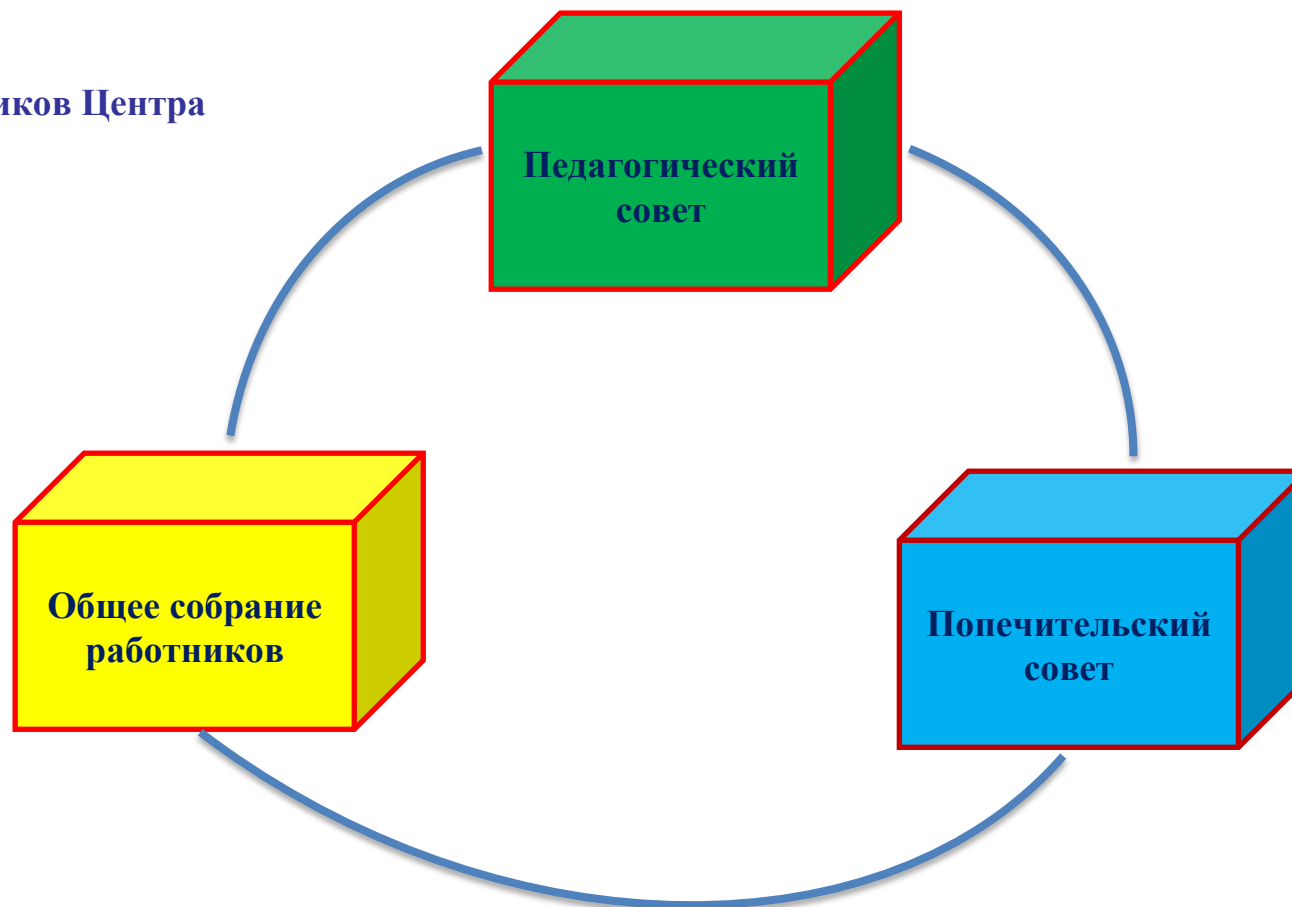 иков Центра
Педагогический
совет
Общее собрание
работников
Попечительский
совет